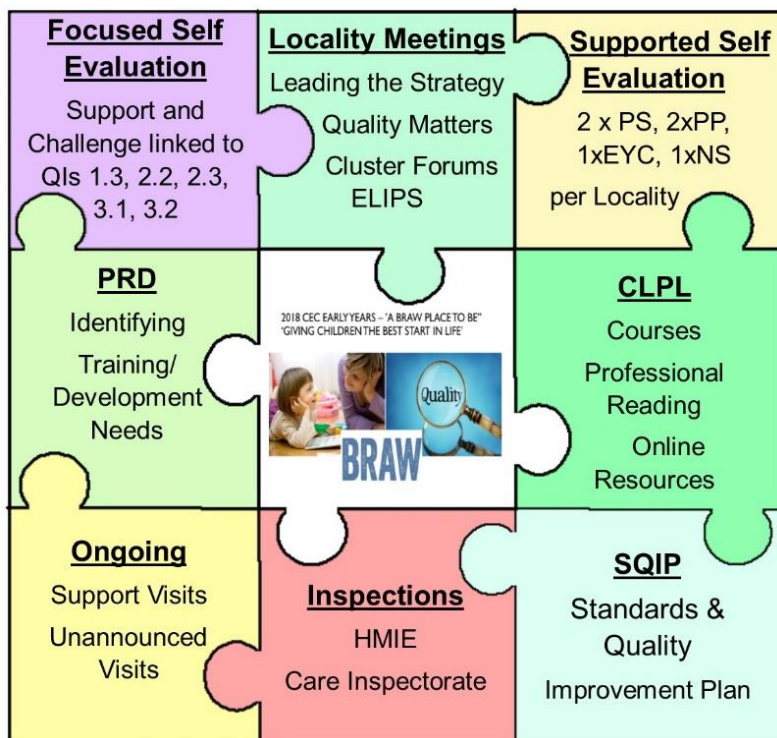 Focused Self
Evaluation
Support and
Challenge linked to
QIs 1.3, 2.2, 2.3,
3.1, 3.2
Locality Meetings
Leading the Strategy
Quality Matters
Cluster Forums
ELIPS
Supported Self
Evaluation
2 x PS, 2xPP,
1xEYC, 1xNS
per Locality
PRD
Identifying
Training/
Development
Needs
2018 CEC EARLY YEARS – 'A BRAW PLACE TO BE"
'GIVING CHILDREN THE BEST START IN LIFE'
Quality
BRAW
CLPL
Courses
Professional
Reading
Online
Resources
Ongoing
Support Visits
Unannounced
Visits
Inspections
HMIE
Care Inspectorate
SQIP
Standards &
Quality
Improvement Plan